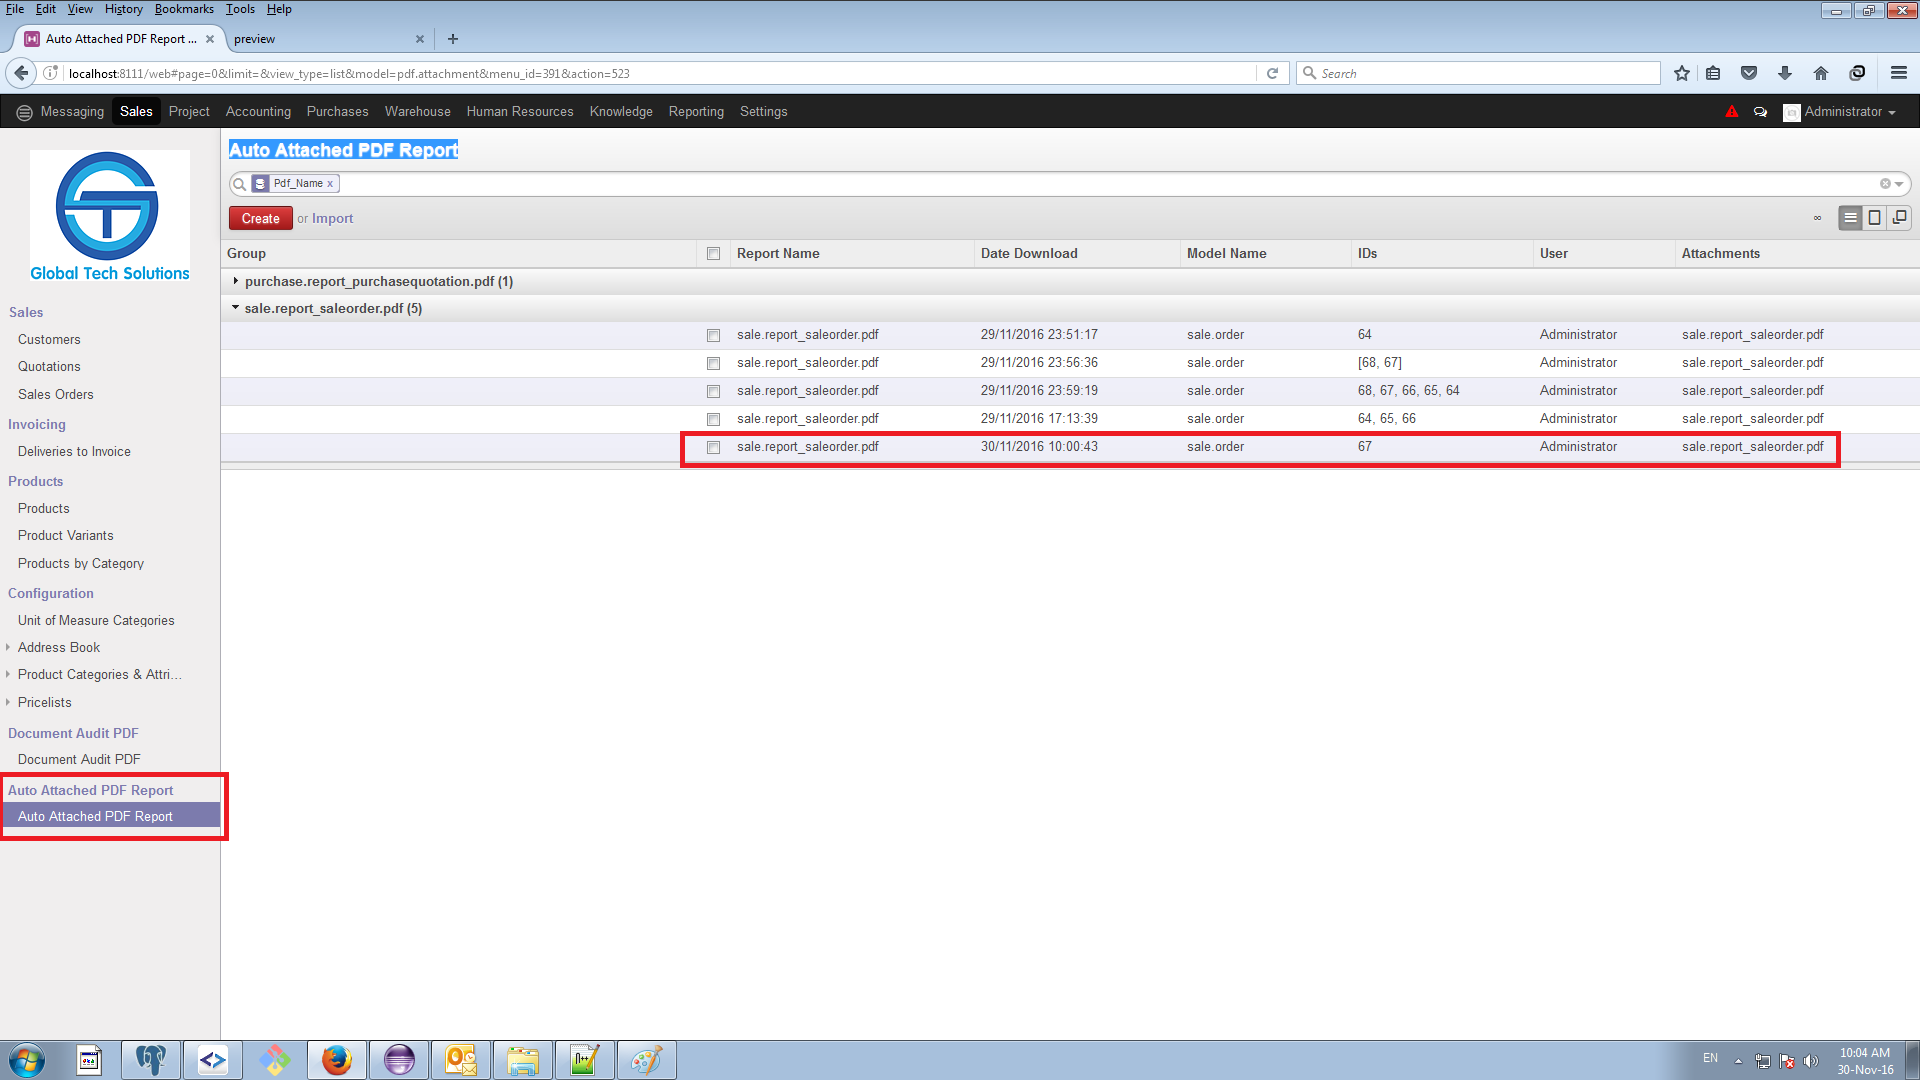 File Edit View History Bookmarks Tools Help
Auto Attached PDF Report ... × preview × +
localhost:8111/web#page=0&limit=&view_type=list&model=pdf.attachment&menu_id=391&action=523 Search
Messaging Sales Project Accounting Purchases Warehouse Human Resources Knowledge Reporting Settings Administrator
Global Tech Solutions
Sales
Customers
Quotations
Sales Orders
Invoicing
Deliveries to Invoice
Products
Products
Product Variants
Products by Category
Configuration
Unit of Measure Categories
Address Book
Product Categories & Attri...
Pricelists
Document Audit PDF
Document Audit PDF
Auto Attached PDF Report
Auto Attached PDF Report
Auto Attached PDF Report
Pdf_Name x
Create or Import ∞
Group Report Name Date Download Model Name IDs User Attachments
purchase.report_purchasequotation.pdf (1)
sale.report_saleorder.pdf (5)
sale.report_saleorder.pdf 29/11/2016 23:51:17 sale.order 64 Administrator sale.report_saleorder.pdf
sale.report_saleorder.pdf 29/11/2016 23:56:36 sale.order [68, 67] Administrator sale.report_saleorder.pdf
sale.report_saleorder.pdf 29/11/2016 23:59:19 sale.order 68, 67, 66, 65, 64 Administrator sale.report_saleorder.pdf
sale.report_saleorder.pdf 29/11/2016 17:13:39 sale.order 64, 65, 66 Administrator sale.report_saleorder.pdf
sale.report_saleorder.pdf 30/11/2016 10:00:43 sale.order 67 Administrator sale.report_saleorder.pdf
EN 10:04 AM
30-Nov-16